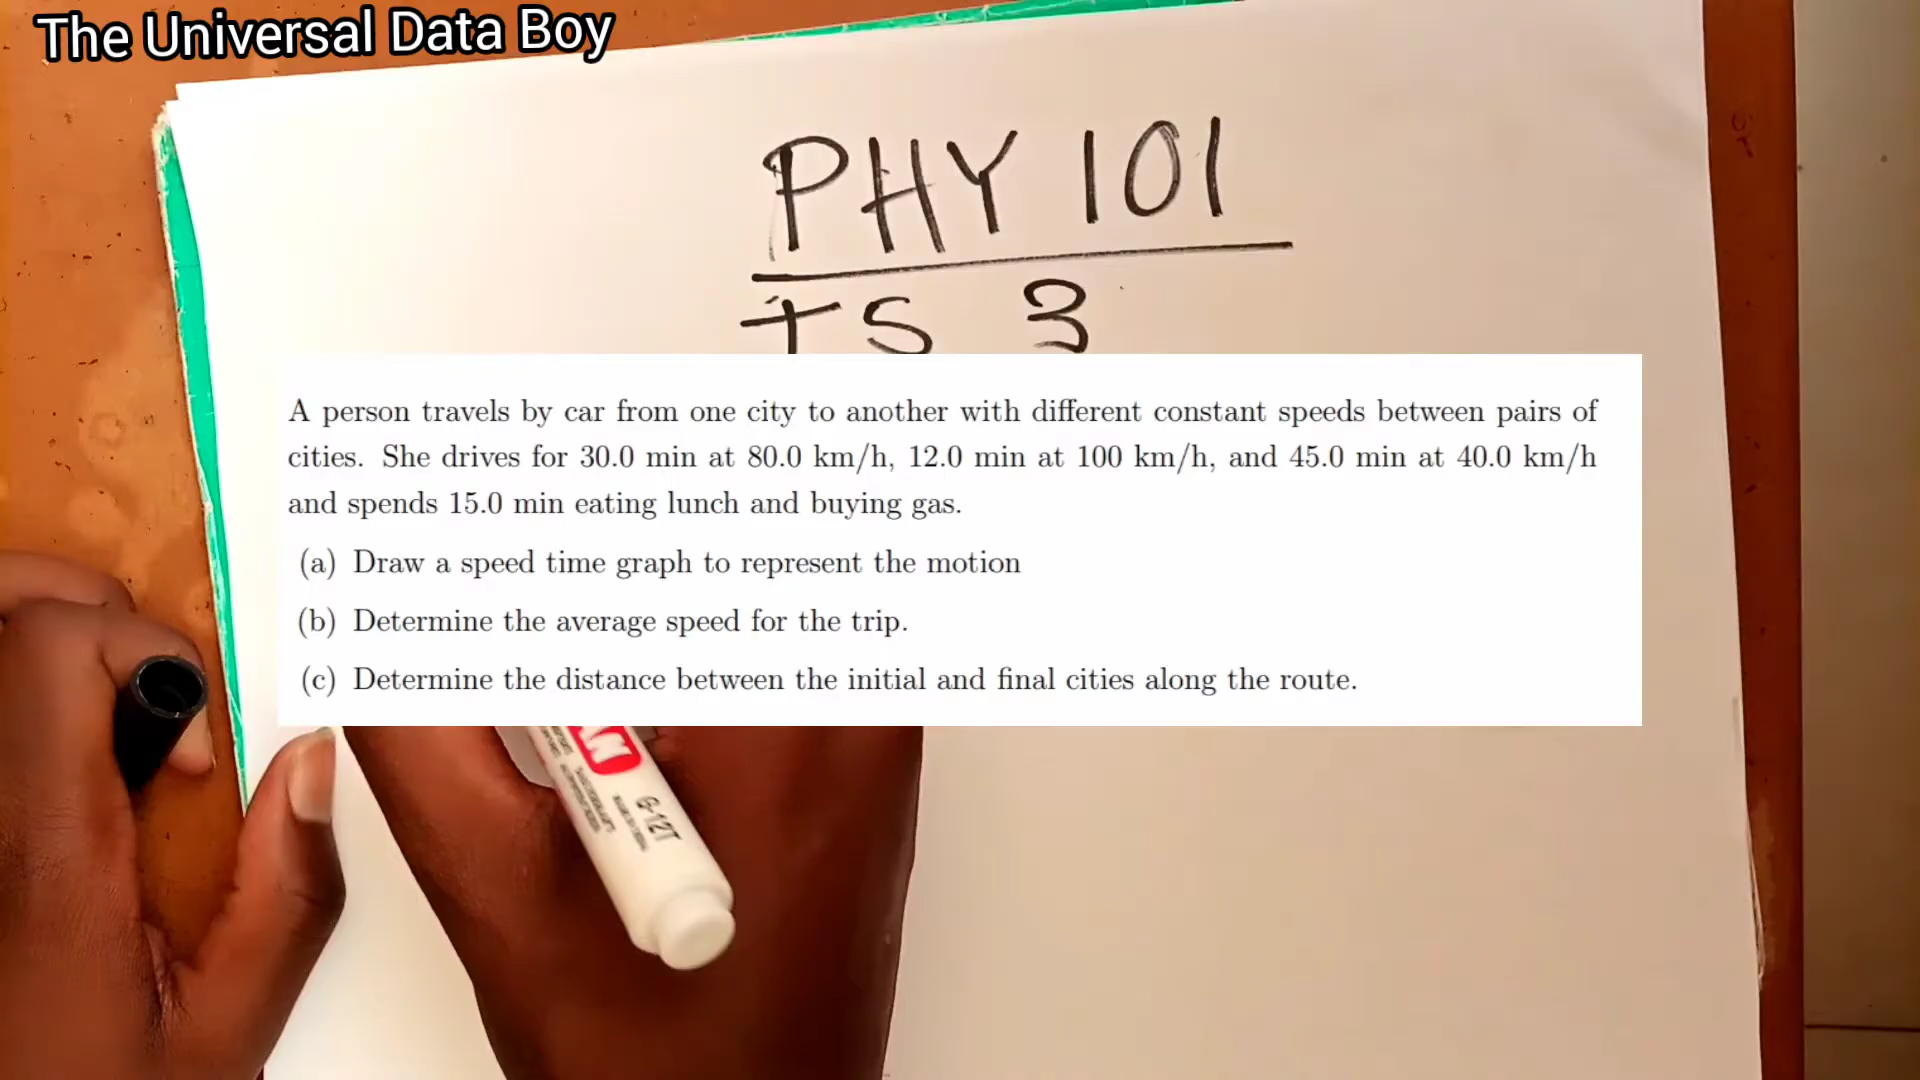 The Universal Data Boy
PHY 101
TS 3
A person travels by car from one city to another with different constant speeds between pairs of
cities. She drives for 30.0 min at 80.0 km/h, 12.0 min at 100 km/h, and 45.0 min at 40.0 km/h
and spends 15.0 min eating lunch and buying gas.
(a) Draw a speed time graph to represent the motion
(b) Determine the average speed for the trip.
(c) Determine the distance between the initial and final cities along the route.
G-12T